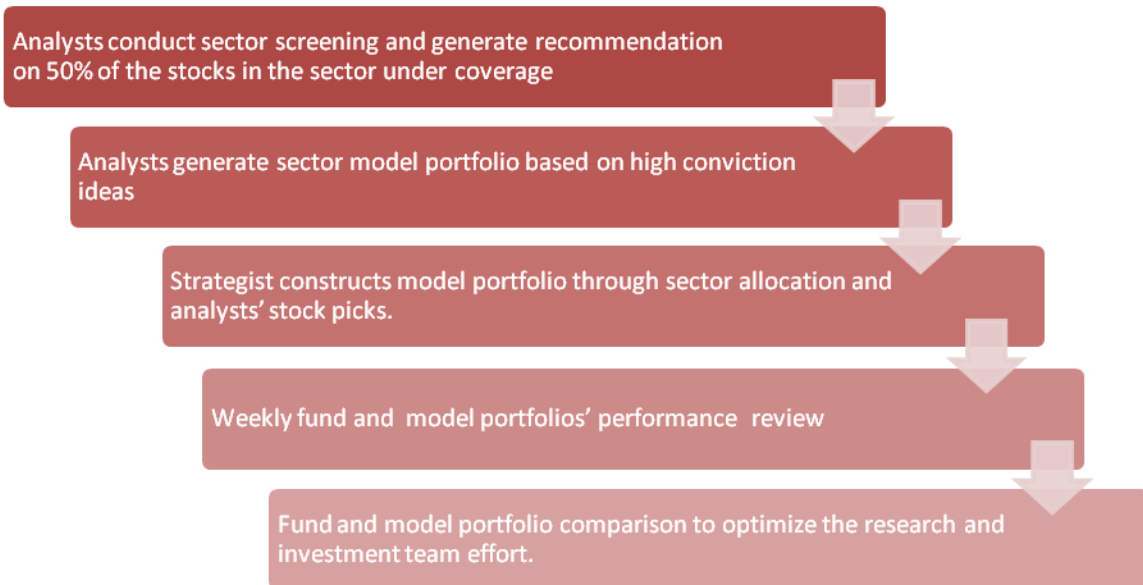 Analysts conduct sector screening and generate recommendation
on 50% of the stocks in the sector under coverage
Analysts generate sector model portfolio based on high conviction
ideas
Strategist constructs model portfolio through sector allocation and
analysts’ stock picks.
Weekly fund and model portfolios’ performance review
Fund and model portfolio comparison to optimize the research and
investment team effort.